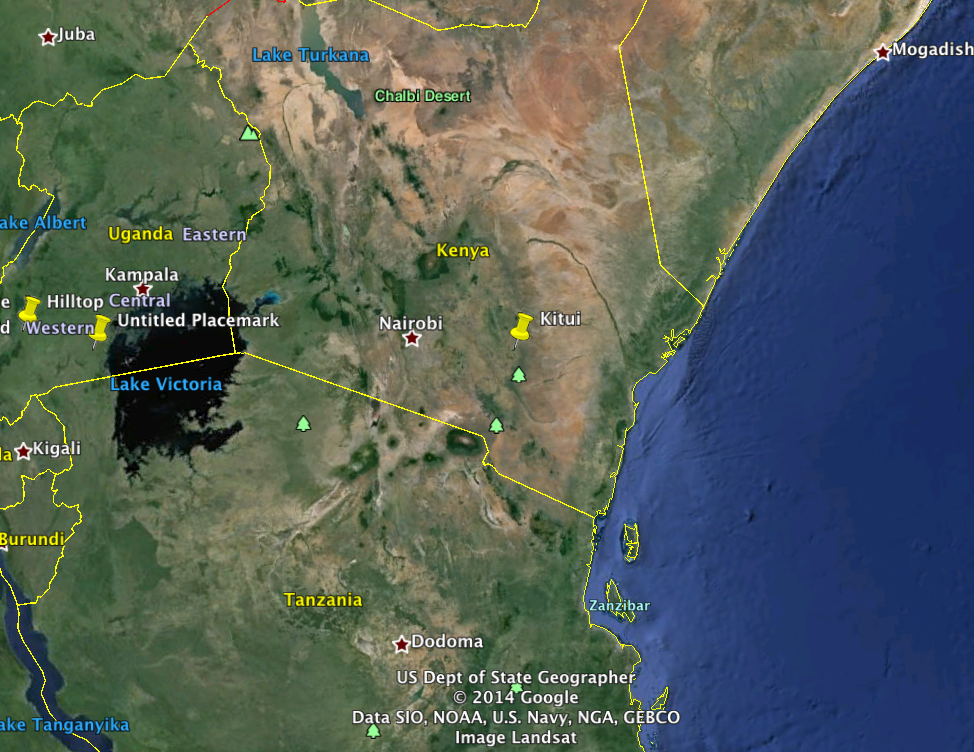 Juba
Mogadish
Lake Turkana
Chalbi Desert
ake Albert
Uganda
Eastern
Kenya
Kampala
e
Hilltop
Central
Untitled Placemark
d
Western
Nairobi
Kitui
Lake Victoria
Kigali
la
Burundi
Tanzania
Zanzibar
Dodoma
US Dept of State Geographer
© 2014 Google
Data SIO, NOAA, U.S. Navy, NGA, GEBCO
Image Landsat
ake Tanganyika